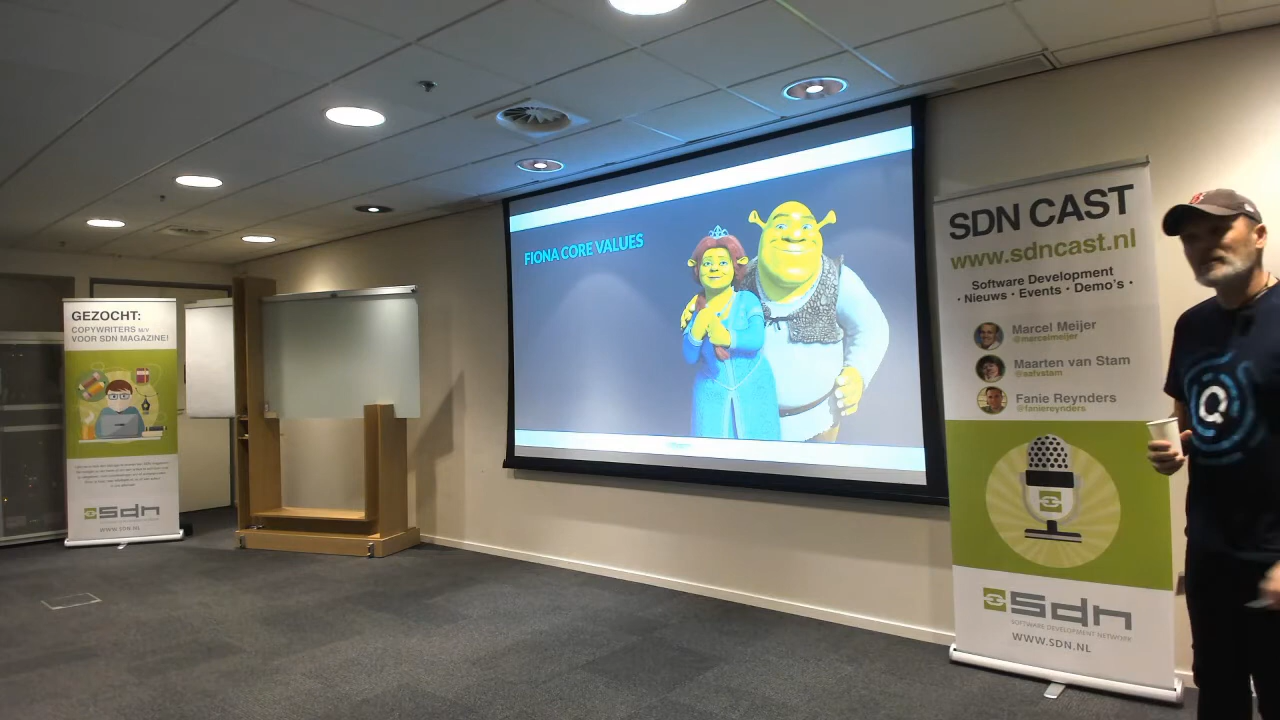 GEZOCHT:
COPYWRITERS M/V
VOOR SDN MAGAZINE!
sdn
WWW.SDN.NL
FIONA CORE VALUES
SDN CAST
www.sdncast.nl
Software Development
· Nieuws · Events · Demo's ·
Marcel Meijer
@marcelmeijer
Maarten van Stam
@eafvstam
Fanie Reynders
@faniereynders
sdn
SOFTWARE DEVELOPMENT NETWORK
WWW.SDN.NL
Q